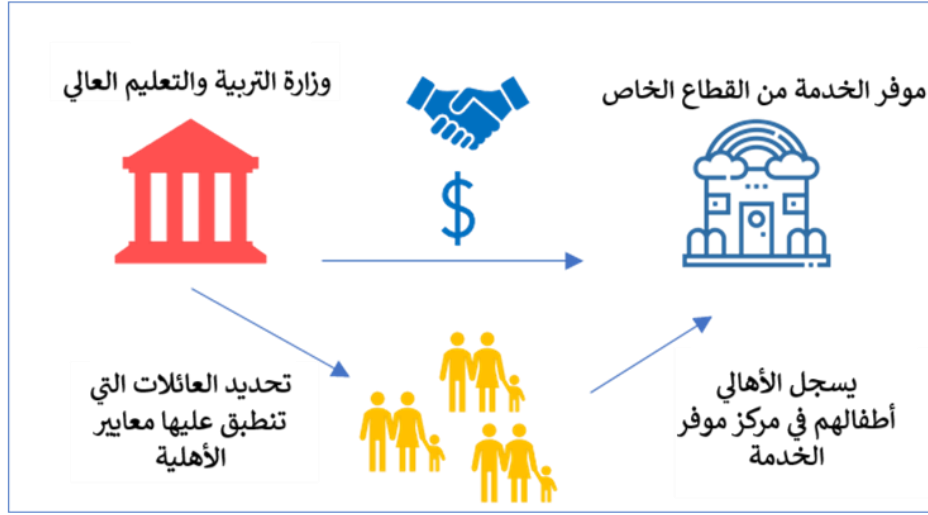 موفر الخدمة من القطاع الخاص
وزارة التربية والتعليم العالي
$
يسجل الأهالي
أطفالهم في مركز موفر
الخدمة
تحديد العائلات التي
تنطبق عليها معايير
الأهلية